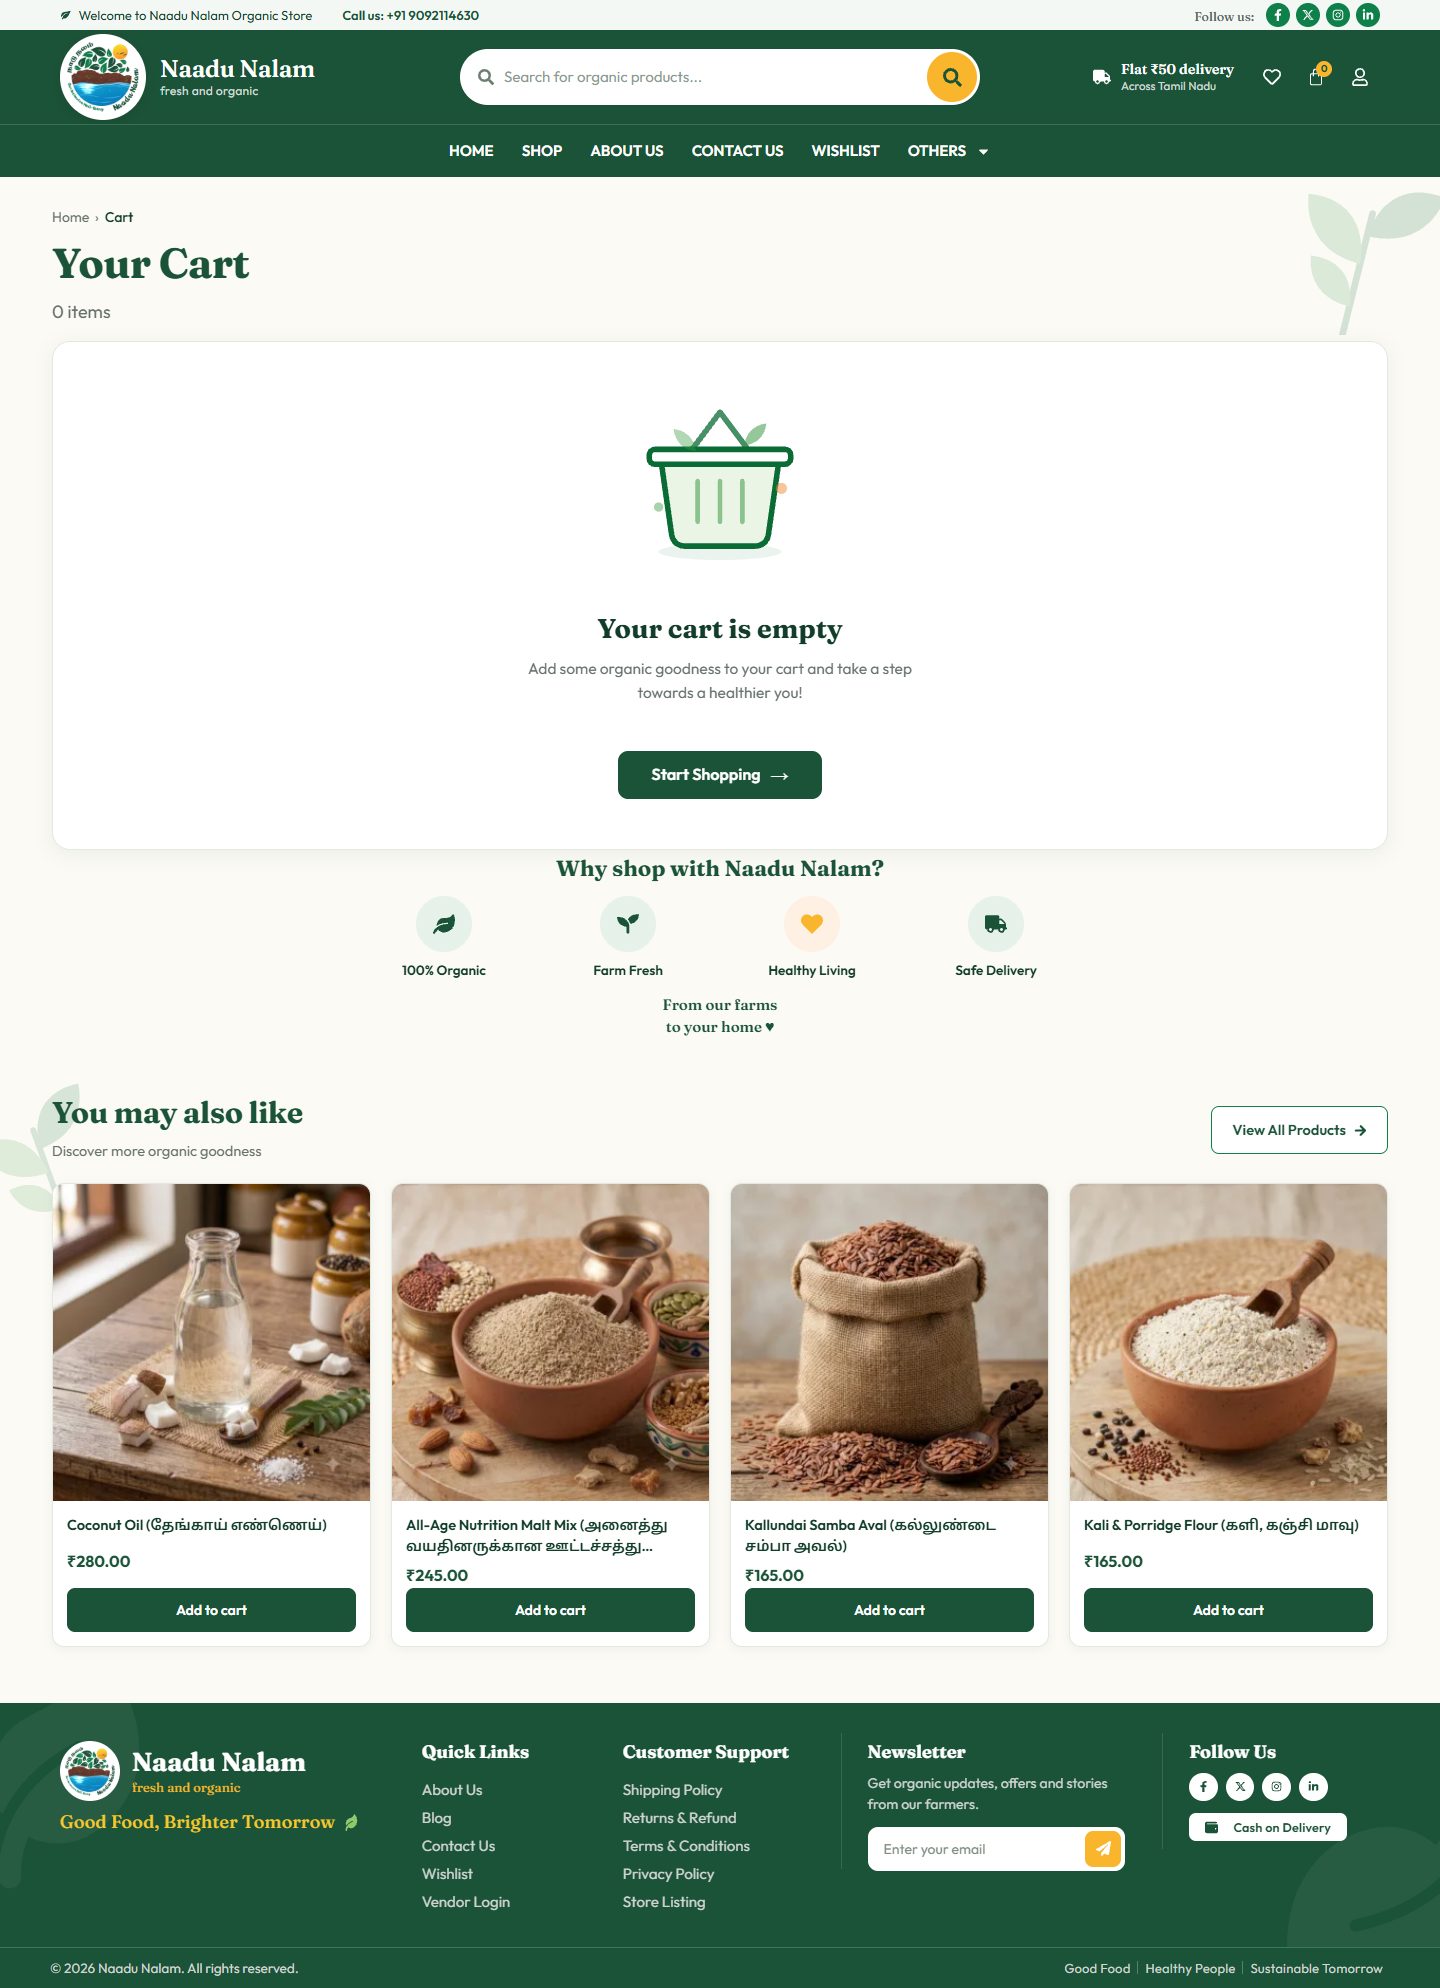 Welcome to Naadu Nalam Organic Store
Call us: +91 9092114630
Follow us:
Naadu Nalam
fresh and organic
Search for organic products...
Flat ₹50 delivery
Across Tamil Nadu
0
HOME
SHOP
ABOUT US
CONTACT US
WISHLIST
OTHERS
Home › Cart
Your Cart
0 items
Your cart is empty
Add some organic goodness to your cart and take a step
towards a healthier you!
Start Shopping →
Why shop with Naadu Nalam?
100% Organic
Farm Fresh
Healthy Living
Safe Delivery
From our farms
to your home ♥
You may also like
Discover more organic goodness
View All Products →
Coconut Oil (தேங்காய் எண்ணெய்)
₹280.00
Add to cart
All-Age Nutrition Malt Mix (அனைத்து
வயதினருக்கான ஊட்டச்சத்து...
₹245.00
Add to cart
Kallundai Samba Aval (கல்லுண்டை
சம்பா அவல்)
₹165.00
Add to cart
Kali & Porridge Flour (களி, கஞ்சி மாவு)
₹165.00
Add to cart
Naadu Nalam
fresh and organic
Good Food, Brighter Tomorrow
Quick Links
About Us
Blog
Contact Us
Wishlist
Vendor Login
Customer Support
Shipping Policy
Returns & Refund
Terms & Conditions
Privacy Policy
Store Listing
Newsletter
Get organic updates, offers and stories
from our farmers.
Enter your email
Follow Us
Cash on Delivery
© 2026 Naadu Nalam. All rights reserved.
Good Food | Healthy People | Sustainable Tomorrow